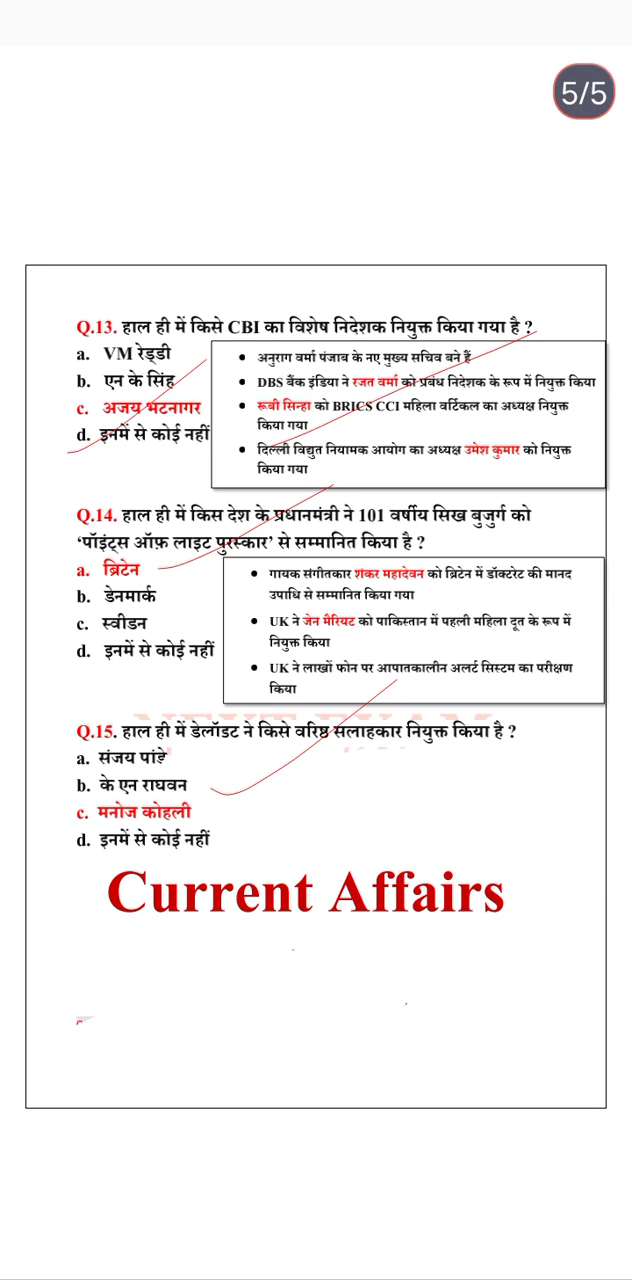 5/5
Q.13. हाल ही में किसे CBI का विशेष निदेशक नियुक्त किया गया है ?
a. VM रेड्डी
b. एन के सिंह
c. अजय भटनागर
d. इनमें से कोई नहीं
• अनुराग वर्मा पंजाब के नए मुख्य सचिव बने हैं
• DBS बैंक इंडिया ने रजत वर्मा को प्रबंध निदेशक के रूप में नियुक्त किया
• रूबी सिन्हा को BRICS CCI महिला वर्टिकल का अध्यक्ष नियुक्त
किया गया
• दिल्ली विद्युत नियामक आयोग का अध्यक्ष उमेश कुमार को नियुक्त
किया गया
Q.14. हाल ही में किस देश के प्रधानमंत्री ने 101 वर्षीय सिख बुजुर्ग को
‘पॉइंट्स ऑफ़ लाइट पुरस्कार’ से सम्मानित किया है ?
a. ब्रिटेन
b. डेनमार्क
c. स्वीडन
d. इनमें से कोई नहीं
• गायक संगीतकार शंकर महादेवन को ब्रिटेन में डॉक्टरेट की मानद
उपाधि से सम्मानित किया गया
• UK ने जेन मैरियट को पाकिस्तान में पहली महिला दूत के रूप में
नियुक्त किया
• UK ने लाखों फोन पर आपातकालीन अलर्ट सिस्टम का परीक्षण
किया
Q.15. हाल ही में डेलॉडट ने किसे वरिष्ठ सलाहकार नियुक्त किया है ?
a. संजय पांडे
b. के एन राघवन
c. मनोज कोहली
d. इनमें से कोई नहीं
Current Affairs